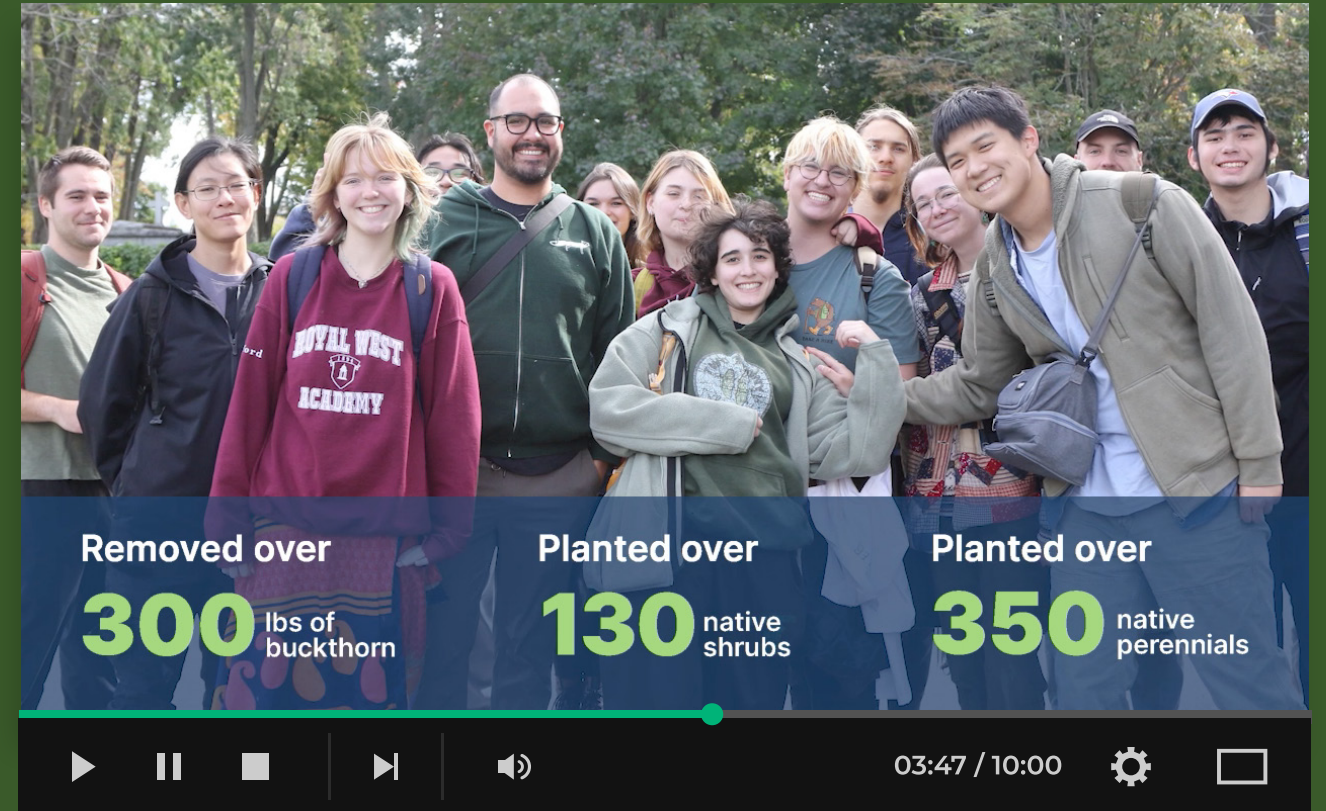 ROYAL WEST
1896
ACADEMY
Removed over
300 lbs of
buckthorn
Planted over
130 native
shrubs
Planted over
350 native
perennials
03:47 / 10:00